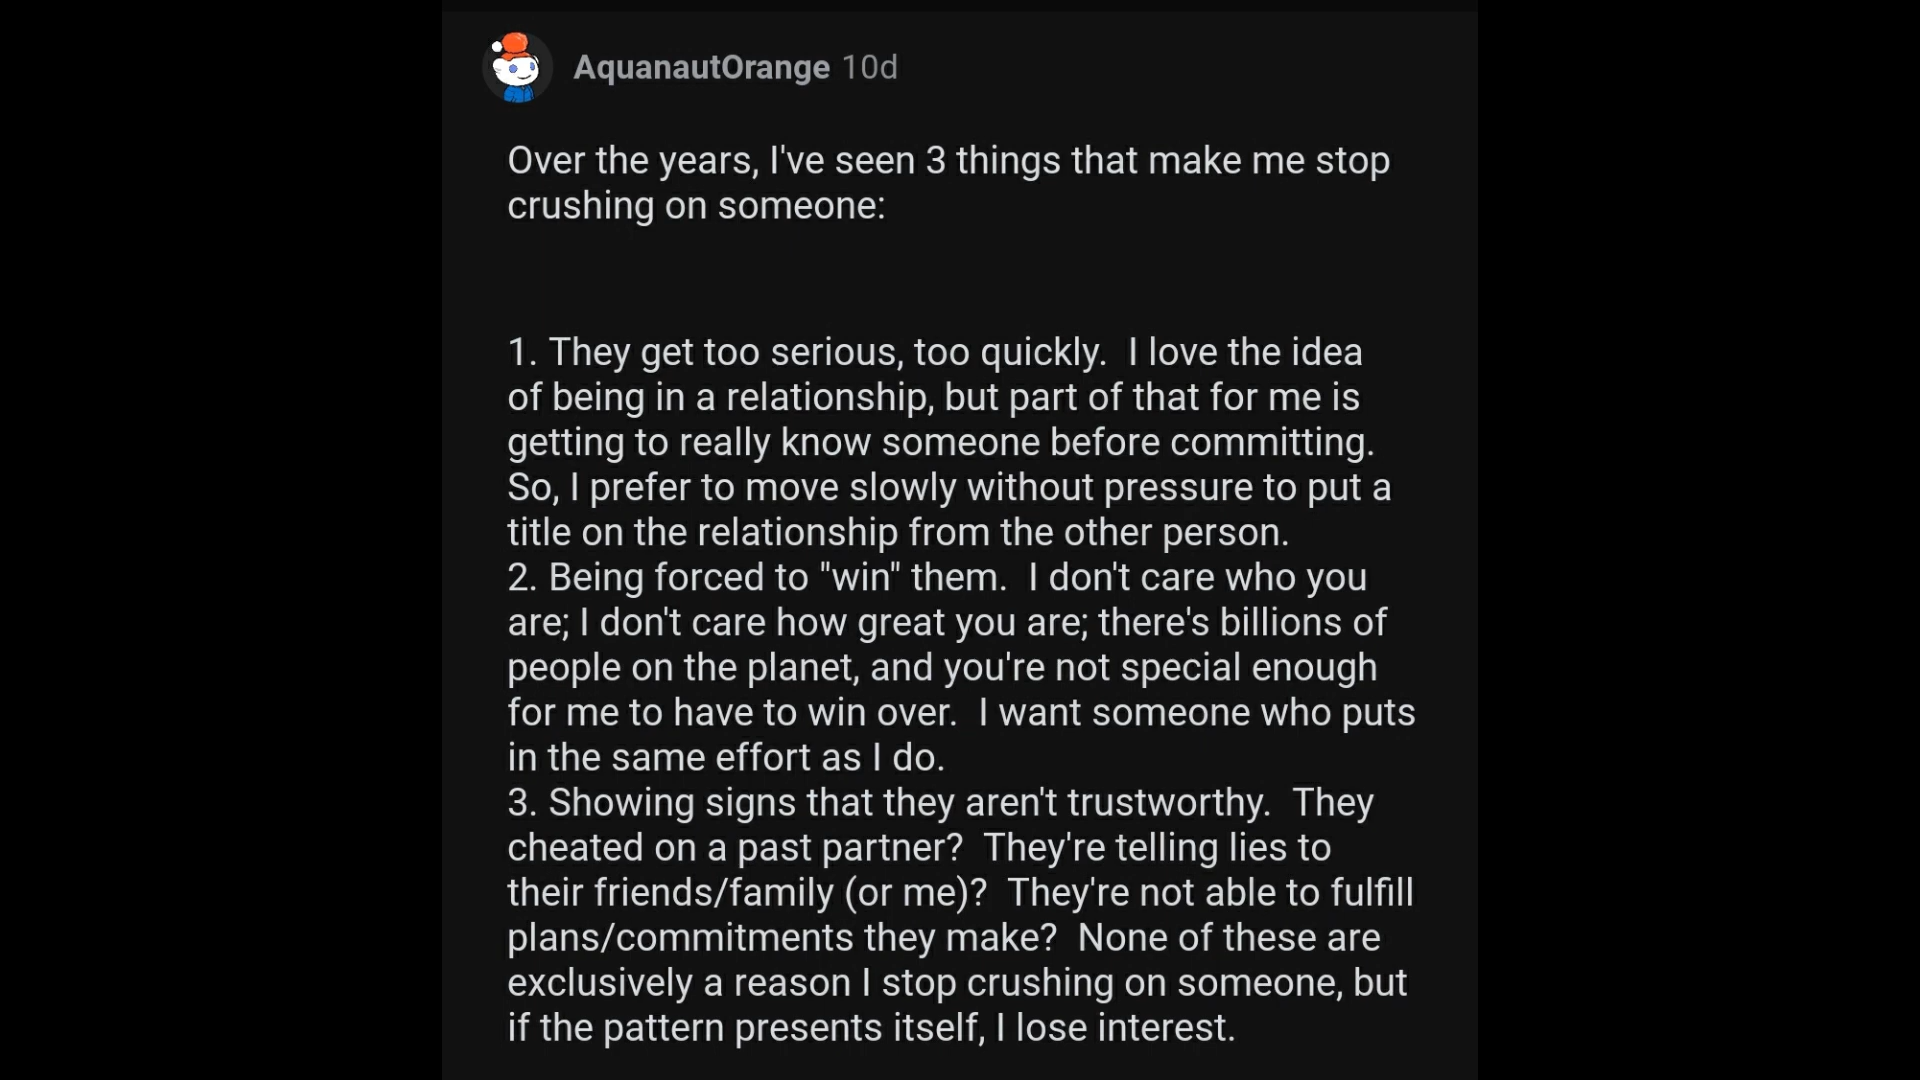 AquanautOrange 10d
Over the years, I've seen 3 things that make me stop
crushing on someone:
1. They get too serious, too quickly.  I love the idea
of being in a relationship, but part of that for me is
getting to really know someone before committing.
So, I prefer to move slowly without pressure to put a
title on the relationship from the other person.
2. Being forced to "win" them.  I don't care who you
are; I don't care how great you are; there's billions of
people on the planet, and you're not special enough
for me to have to win over.  I want someone who puts
in the same effort as I do.
3. Showing signs that they aren't trustworthy.  They
cheated on a past partner?  They're telling lies to
their friends/family (or me)?  They're not able to fulfill
plans/commitments they make?  None of these are
exclusively a reason I stop crushing on someone, but
if the pattern presents itself, I lose interest.